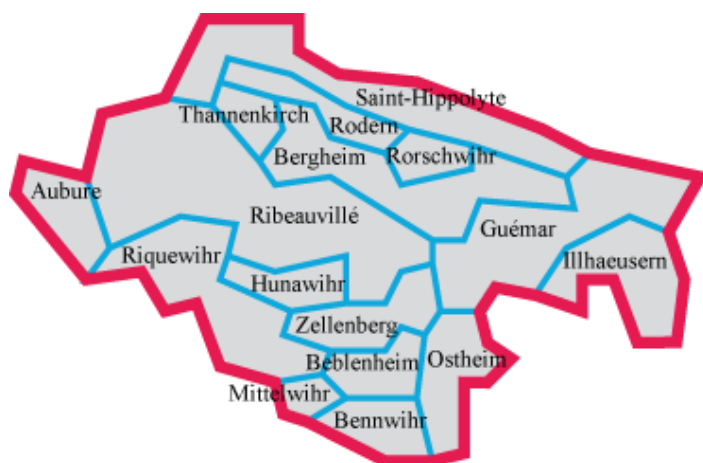 Saint-Hippolyte
Thannenkirch
Rodern
Bergheim
Rorschwihr
Aubure
Ribeauvillé
Guémar
Riquewihr
Illhaeusern
Hunawihr
Zellenberg
Beblenheim
Ostheim
Mittelwihr
Bennwihr